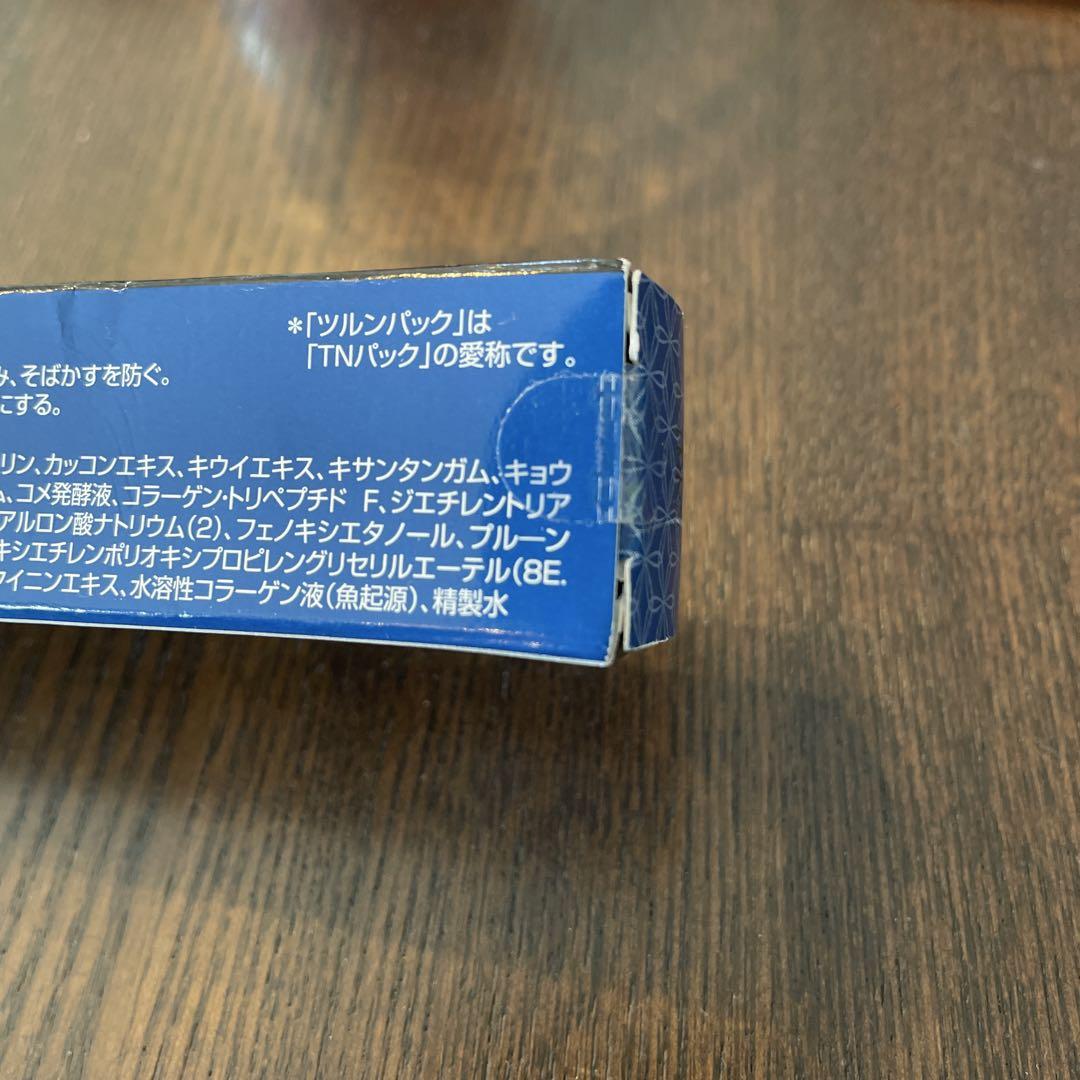 *「ツルンパック」は
「TNパック」の愛称です。
み、そばかすを防ぐ。
にする。
リン、カッコンエキス、キウイエキス、キサンタンガム、キョウ
ム、コメ発酵液、コラーゲン・トリペプチド F、ジエチレントリア
アルロン酸ナトリウム(2)、フェノキシエタノール、プルーン
キシエチレンポリオキシプロピレングリセリルエーテル(8E.
イニンエキス、水溶性コラーゲン液(魚起源)、精製水